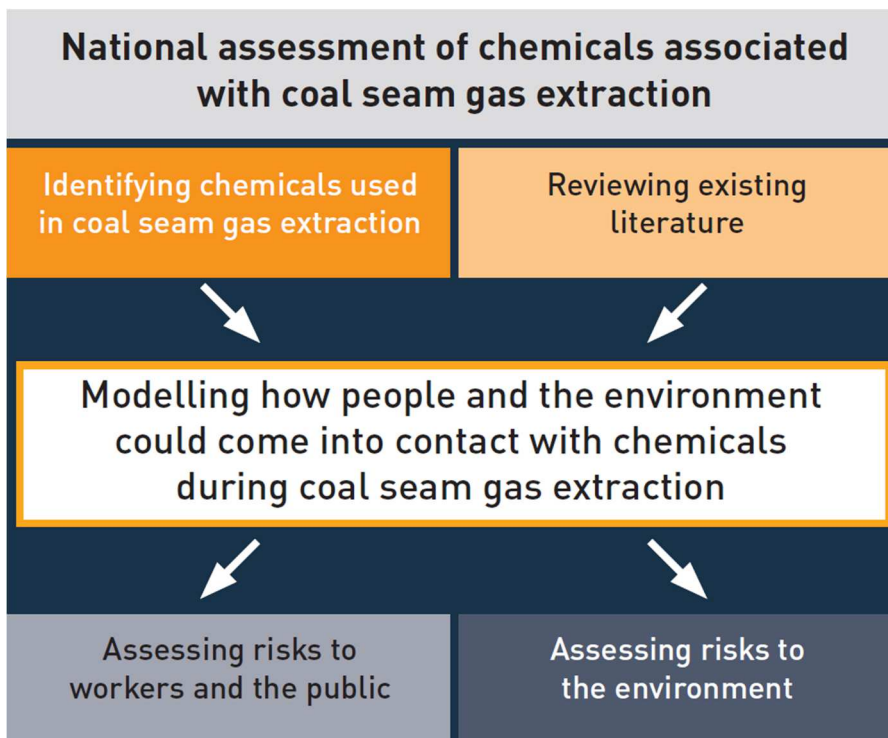 National assessment of chemicals associated
with coal seam gas extraction
Identifying chemicals used
in coal seam gas extraction
Reviewing existing
literature
Modelling how people and the environment
could come into contact with chemicals
during coal seam gas extraction
Assessing risks to
workers and the public
Assessing risks to
the environment